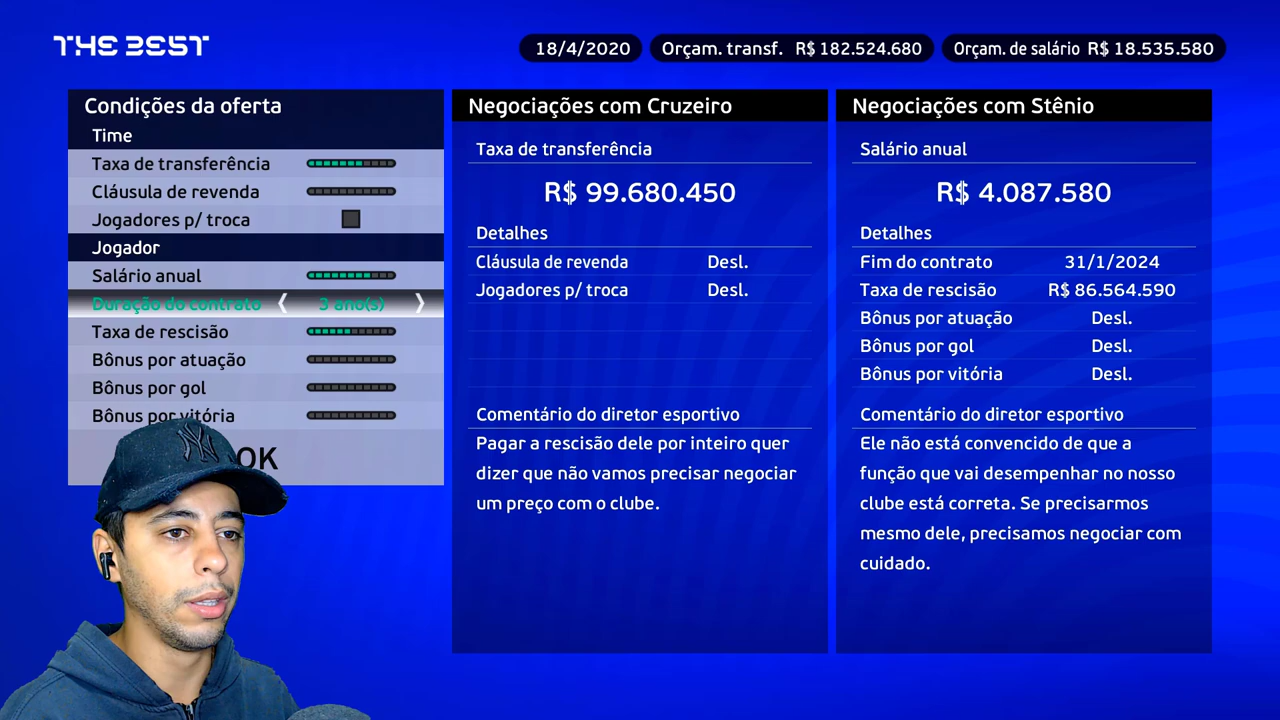 THE BEST
18/4/2020
Orçam. transf. R$ 182.524.680
Orçam. de salário R$ 18.535.580
Condições da oferta
Time
Taxa de transferência
Cláusula de revenda
Jogadores p/ troca
Jogador
Salário anual
Duração do contrato 3 ano(s)
Taxa de rescisão
Bônus por atuação
Bônus por gol
Bônus por vitória
OK
NY
Negociações com Cruzeiro
Taxa de transferência
R$ 99.680.450
Detalhes
Cláusula de revenda Desl.
Jogadores p/ troca Desl.
Comentário do diretor esportivo
Pagar a rescisão dele por inteiro quer
dizer que não vamos precisar negociar
um preço com o clube.
Negociações com Stênio
Salário anual
R$ 4.087.580
Detalhes
Fim do contrato 31/1/2024
Taxa de rescisão R$ 86.564.590
Bônus por atuação Desl.
Bônus por gol Desl.
Bônus por vitória Desl.
Comentário do diretor esportivo
Ele não está convencido de que a
função que vai desempenhar no nosso
clube está correta. Se precisarmos
mesmo dele, precisamos negociar com
cuidado.